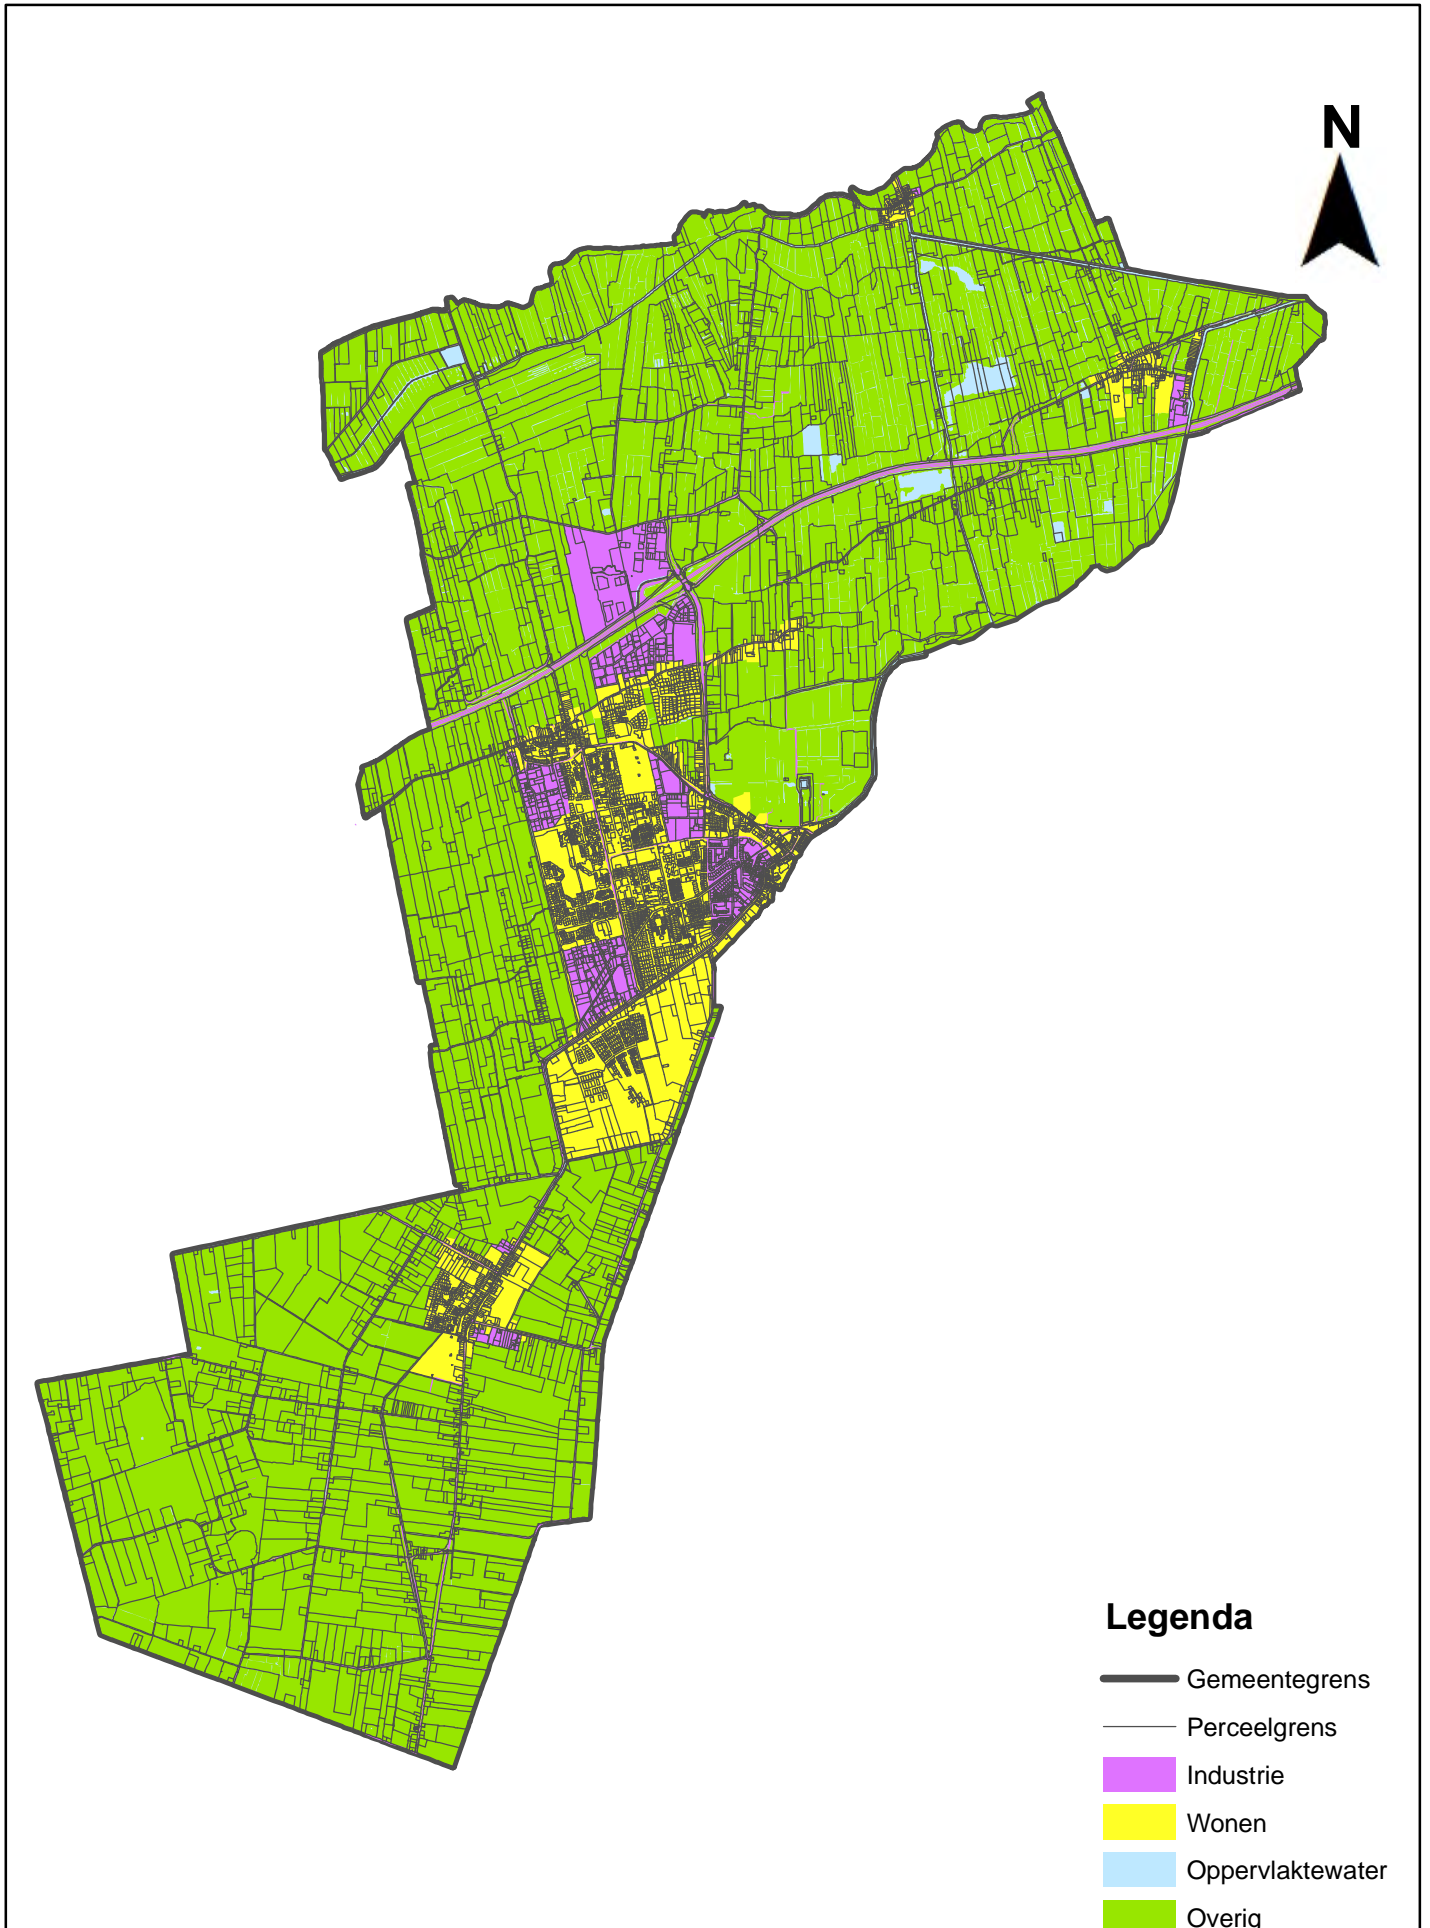 N
Legenda
Gemeentegrens
Perceelgrens
Industrie
Wonen
Oppervlaktewater
Overig